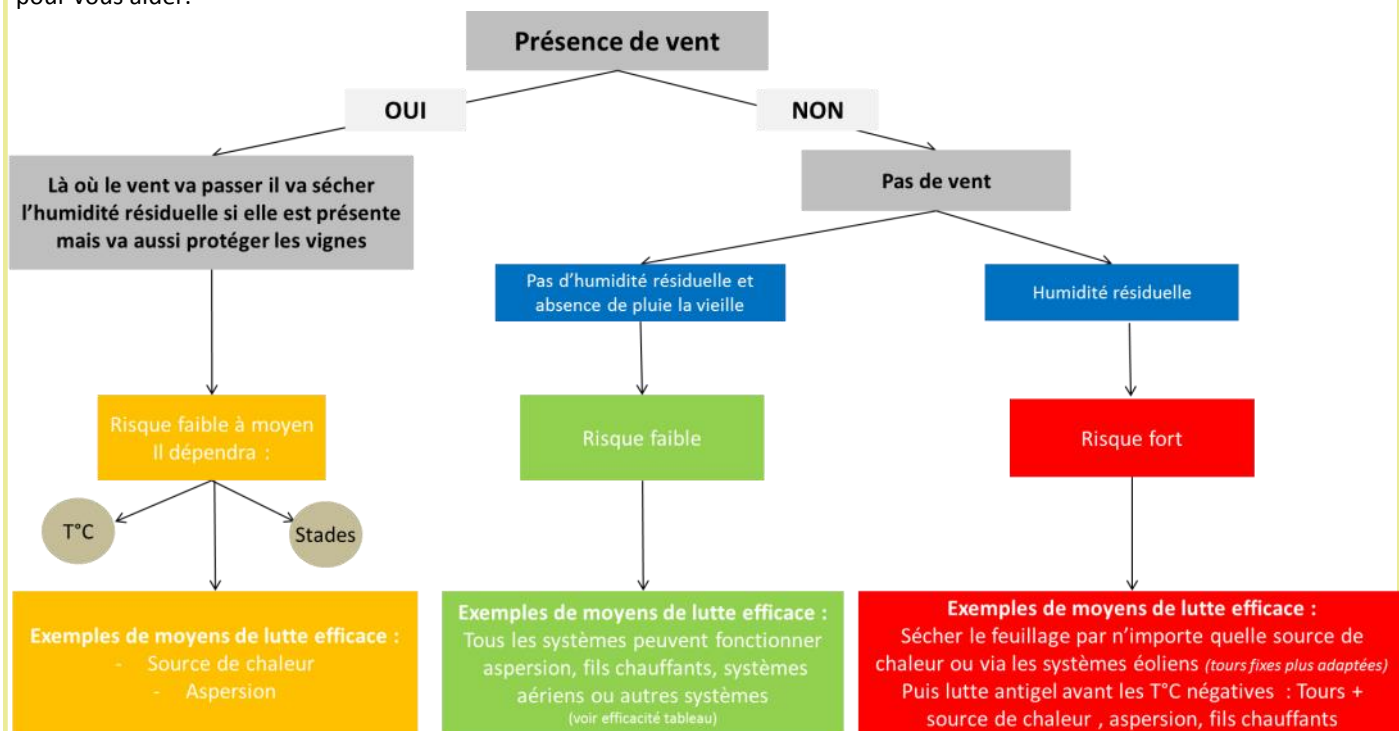 pour vous aider.
Présence de vent
OUI
NON
Là où le vent va passer il va sécher
l'humidité résiduelle si elle est présente
mais va aussi protéger les vignes
Pas de vent
Pas d'humidité résiduelle et
absence de pluie la vieille
Humidité résiduelle
Risque faible à moyen
Il dépendra :
Risque faible
Risque fort
T°C
Stades
Exemples de moyens de lutte efficace :
- Source de chaleur
- Aspersion
Exemples de moyens de lutte efficace :
Tous les systèmes peuvent fonctionner
aspersion, fils chauffants, systèmes
aériens ou autres systèmes
(voir efficacité tableau)
Exemples de moyens de lutte efficace :
Sécher le feuillage par n'importe quelle source de
chaleur ou via les systèmes éoliens (tours fixes plus adaptées)
Puis lutte antigel avant les T°C négatives : Tours +
source de chaleur , aspersion, fils chauffants